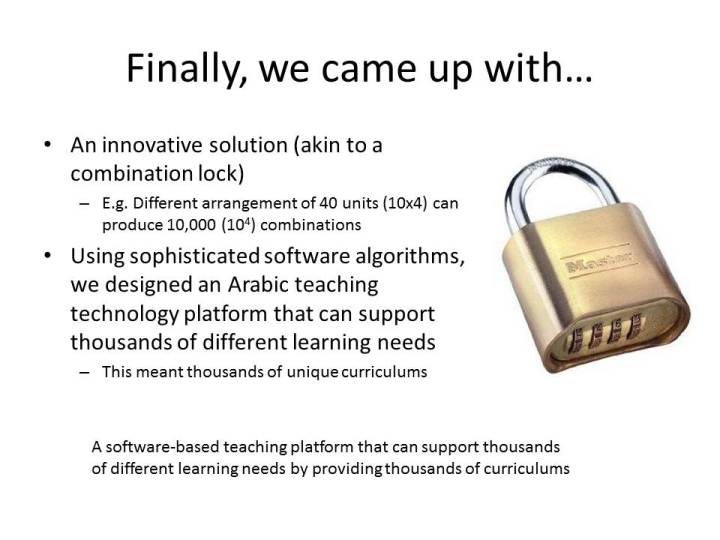 Finally, we came up with…
• An innovative solution (akin to a
combination lock)
– E.g. Different arrangement of 40 units (10x4) can
produce 10,000 (10⁴) combinations
• Using sophisticated software algorithms,
we designed an Arabic teaching
technology platform that can support
thousands of different learning needs
– This meant thousands of unique curriculums
Master
A software-based teaching platform that can support thousands
of different learning needs by providing thousands of curriculums